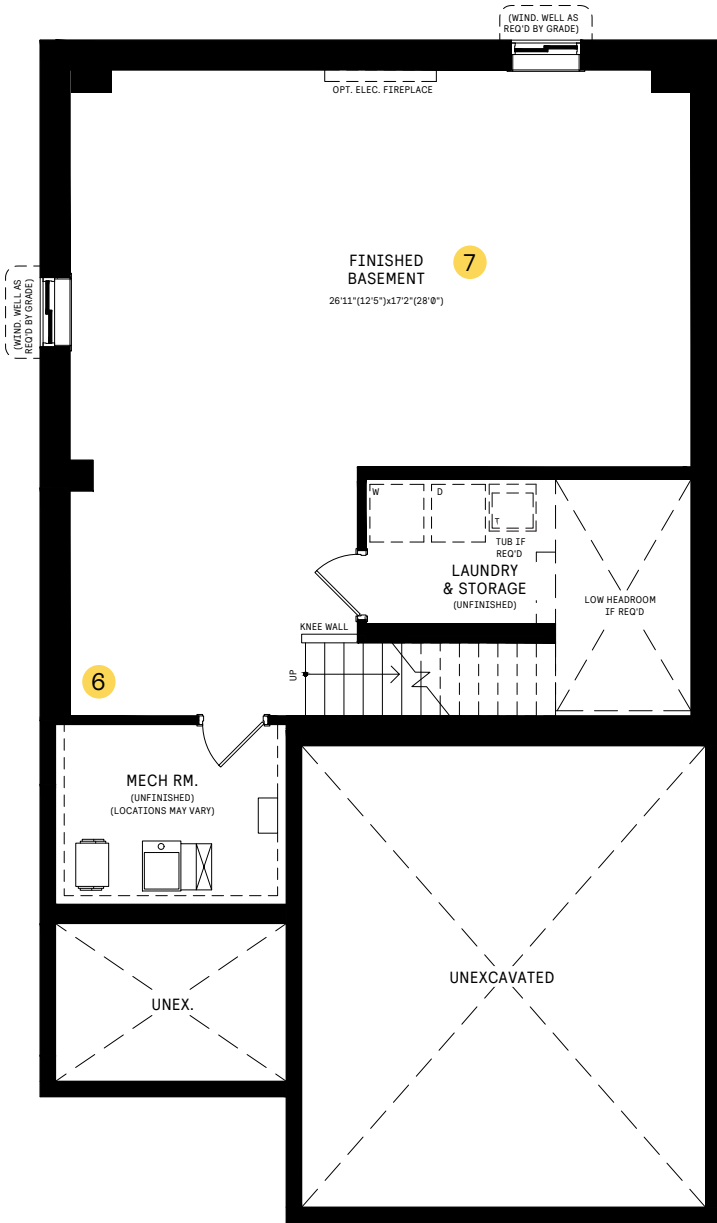 (WIND. WELL AS
REQ'D BY GRADE)
OPT. ELEC. FIREPLACE
FINISHED
BASEMENT
26'11"(12'5")x17'2"(28'0")
7
(WIND. WELL AS
REQ'D BY GRADE)
W
D
T
TUB IF
REQ'D
LAUNDRY
& STORAGE
(UNFINISHED)
LOW HEADROOM
IF REQ'D
KNEE WALL
UP
6
MECH RM.
(UNFINISHED)
(LOCATIONS MAY VARY)
UNEXCAVATED
UNEX.